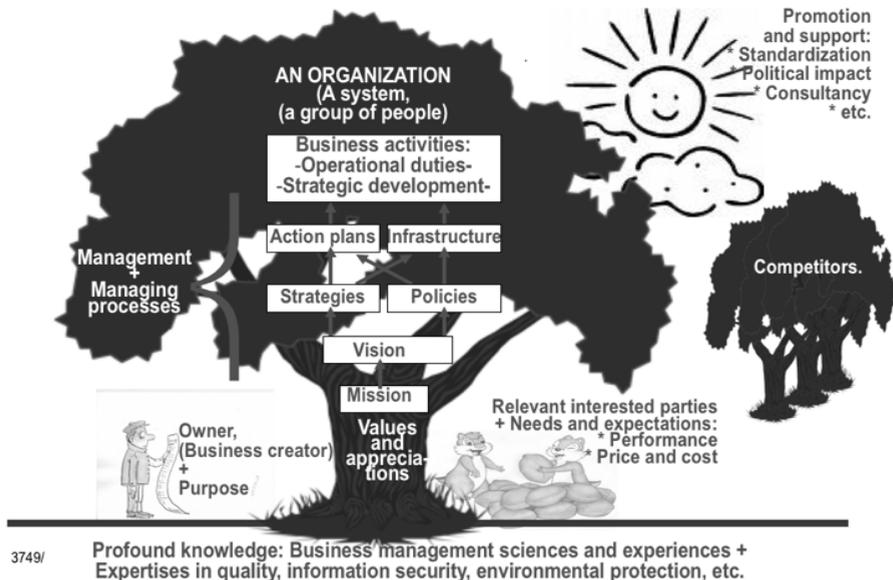 Promotion
and support:
* Standardization
* Political impact
* Consultancy
* etc.
AN ORGANIZATION
(A system,
(a group of people)
Business activities:
-Operational duties-
-Strategic development-
Action plans
Infrastructure
Management
+
Managing
processes
Strategies
Policies
Competitors.
Vision
Mission
Values
and
apprecia-
tions
Owner,
(Business creator)
+
Purpose
Relevant interested parties
+ Needs and expectations:
* Performance
* Price and cost
3749/
Profound knowledge: Business management sciences and experiences +
Expertises in quality, information security, environmental protection, etc.